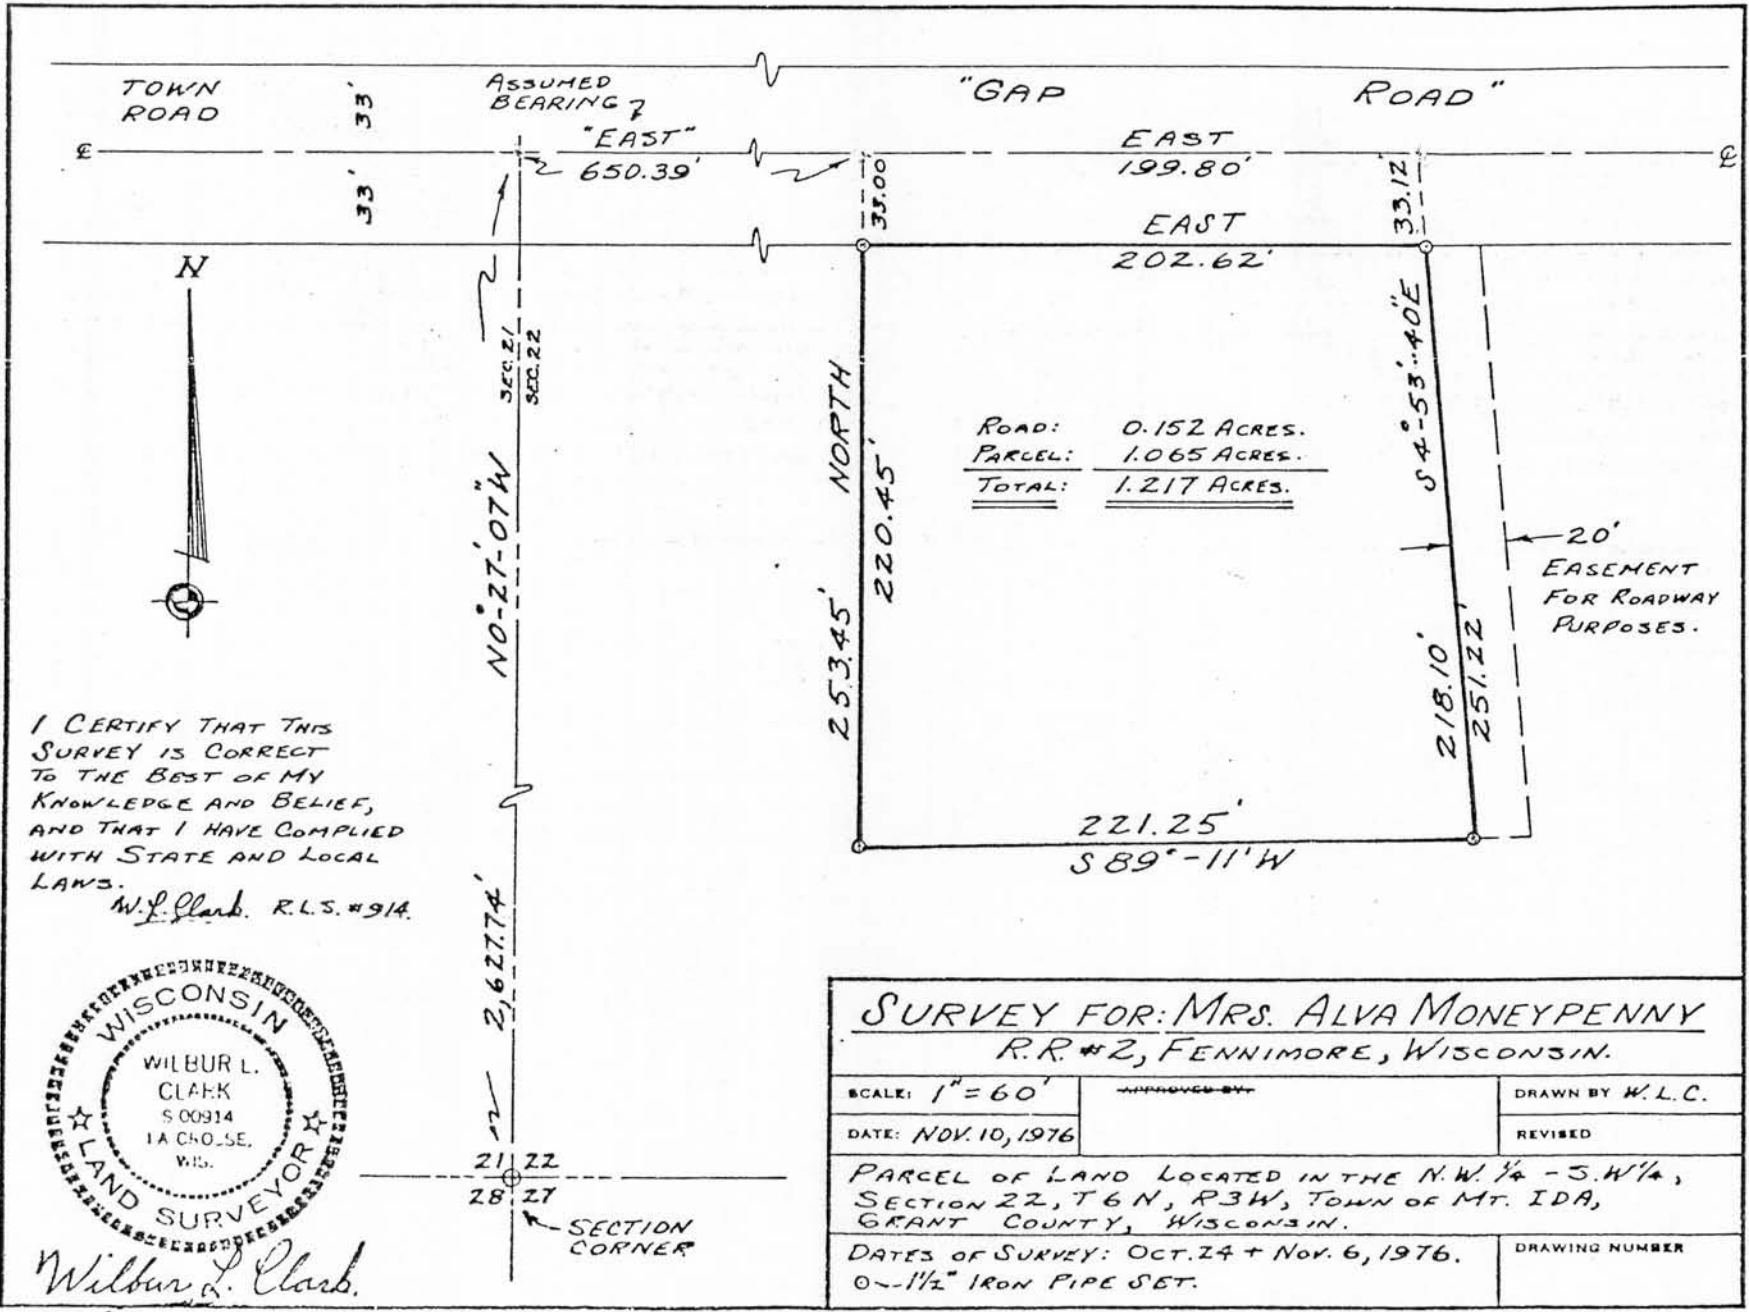 TOWN
ROAD
33'
33'
ASSUMED
BEARING
"EAST"
650.39'
"GAP ROAD"
EAST
199.80'
33.00'
33.12'
EAST
202.62'
N
SEC. 21
SEC. 22
N0°-27'-07"W
2,627.74'
NORTH
220.45'
253.45'
ROAD: 0.152 ACRES.
PARCEL: 1.065 ACRES.
TOTAL: 1.217 ACRES.
S4°-53'-40"E
218.10'
251.22'
20'
EASEMENT
FOR ROADWAY
PURPOSES.
221.25'
S 89°-11' W
I CERTIFY THAT THIS
SURVEY IS CORRECT
TO THE BEST OF MY
KNOWLEDGE AND BELIEF,
AND THAT I HAVE COMPLIED
WITH STATE AND LOCAL
LAWS.
W.L. Clark. R.L.S. #914.
WISCONSIN
WILBUR L.
CLARK
S 00914
LA CROSSE,
WIS.
LAND SURVEYOR
Wilbur L. Clark.
21 22
28 27
SECTION
CORNER
SURVEY FOR: MRS. ALVA MONEYPENNY
R.R. #2, FENNIMORE, WISCONSIN.
SCALE: 1" = 60'
APPROVED BY:
DRAWN BY W.L.C.
DATE: NOV. 10, 1976
REVISED
PARCEL OF LAND LOCATED IN THE N.W. 1/4 - S.W 1/4,
SECTION 22, T 6 N, R 3 W, TOWN OF MT. IDA,
GRANT COUNTY, WISCONSIN.
DATES OF SURVEY: OCT. 24 + NOV. 6, 1976.
O~1 1/2" IRON PIPE SET.
DRAWING NUMBER